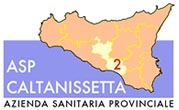 2
ASP
CALTANISSETTA
AZIENDA SANITARIA PROVINCIALE